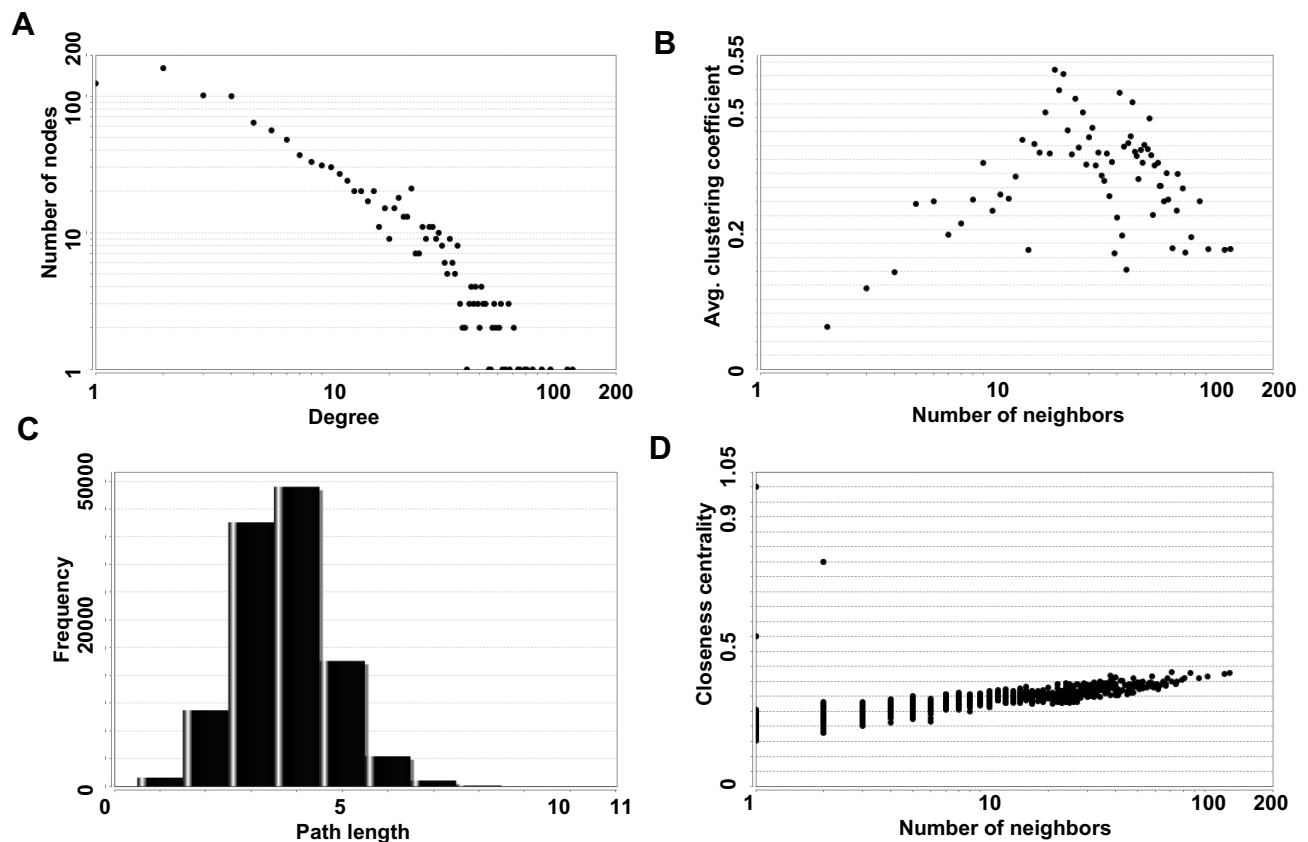 A
Number of nodes
200
100
10
1
1
10
100
200
Degree
B
Avg. clustering coefficient
0.55
0.5
0.2
0
1
10
100
200
Number of neighbors
C
Frequency
50000
20000
0
0
5
10
11
Path length
D
Closeness centrality
1.05
0.9
0.5
0
1
10
100
200
Number of neighbors